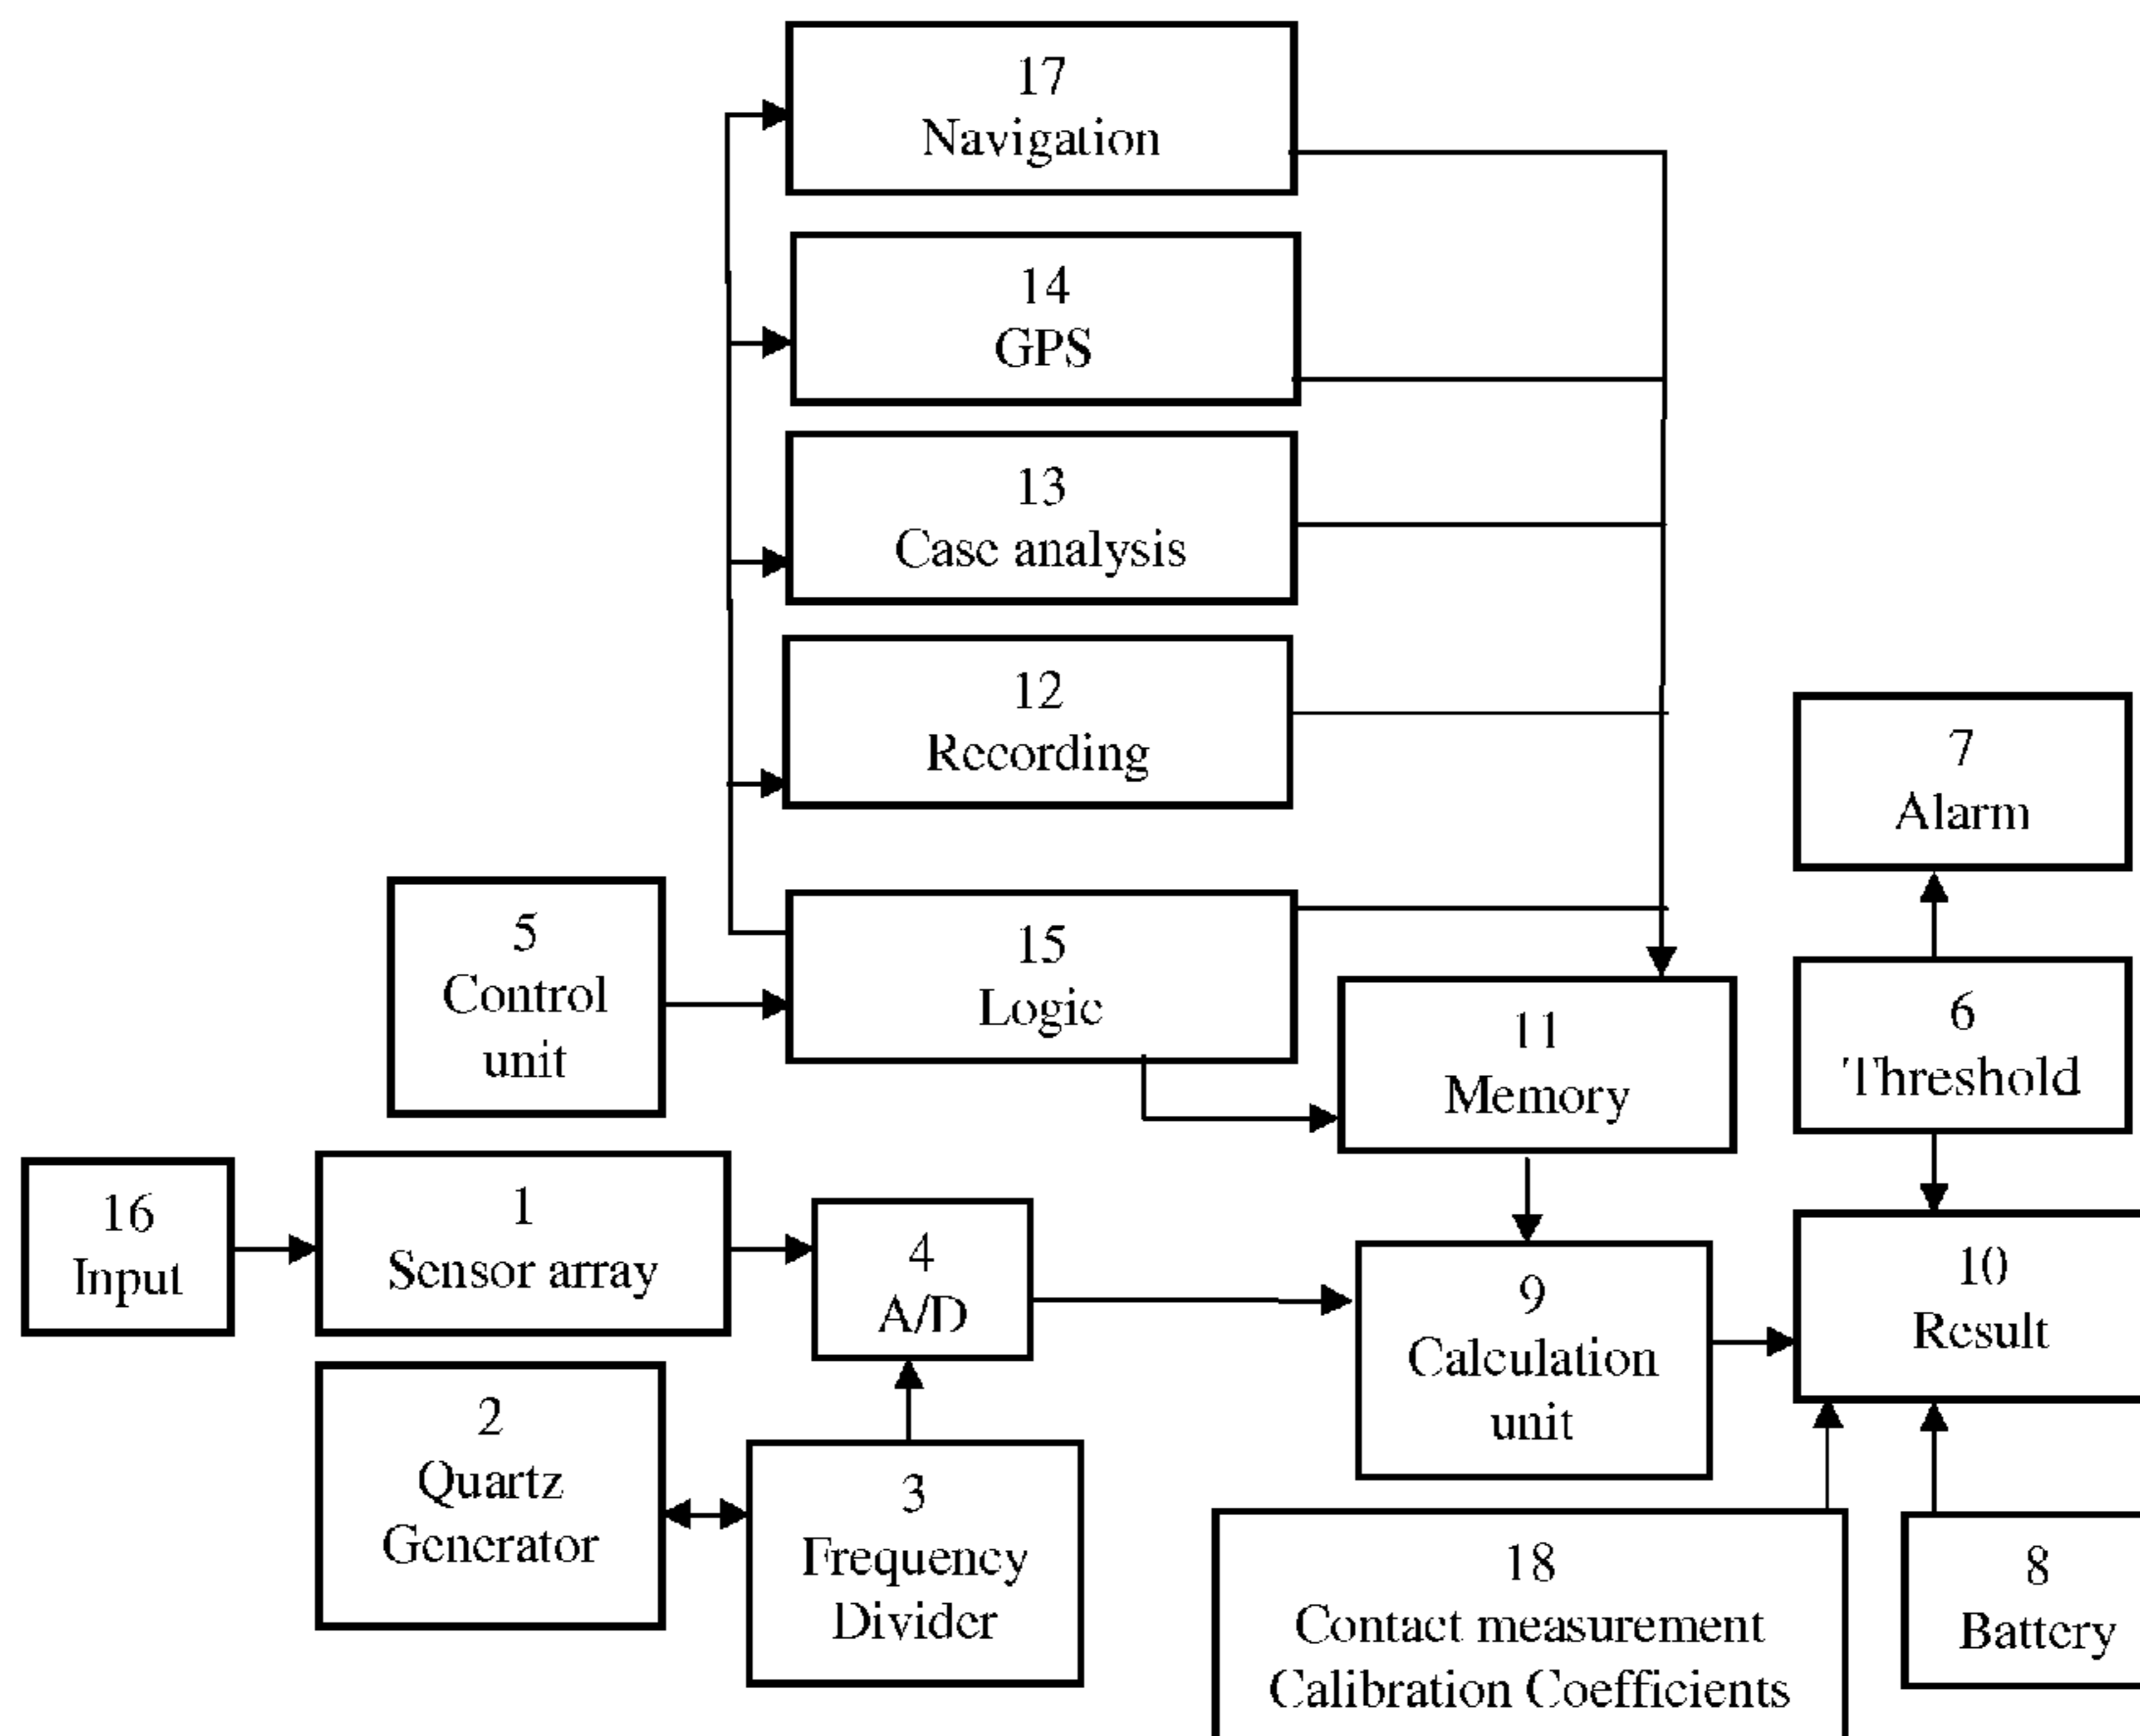 17
Navigation
14
GPS
13
Case analysis
12
Recording
7
Alarm
5
Control
unit
15
Logic
6
Threshold
11
Memory
16
Input
1
Sensor array
4
A/D
9
Calculation
unit
10
Result
2
Quartz
Generator
3
Frequency
Divider
18
Contact measurement
Calibration Coefficients
8
Battery